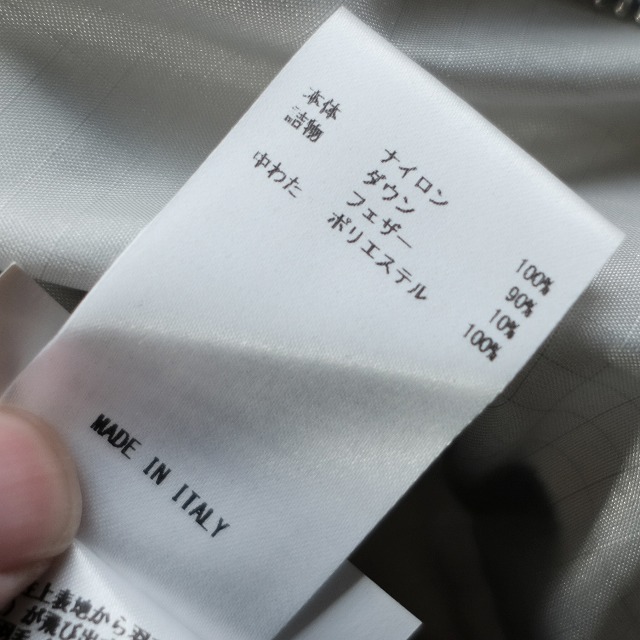 本体 ナイロン 100%
詰物 ダウン 90%
フェザー 10%
中わた ポリエステル 100%
MADE IN ITALY